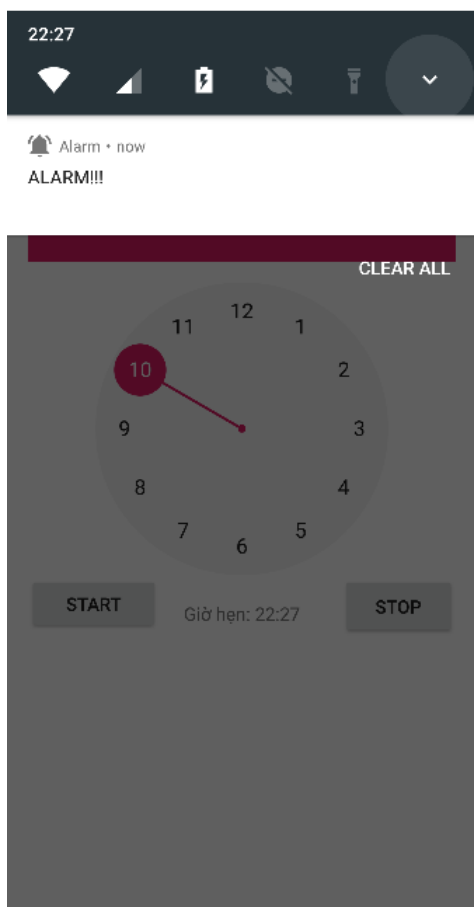 22:27
Alarm • now
ALARM!!!
CLEAR ALL
12
11
1
10
2
9
3
8
4
7
5
6
START
Giờ hẹn: 22:27
STOP